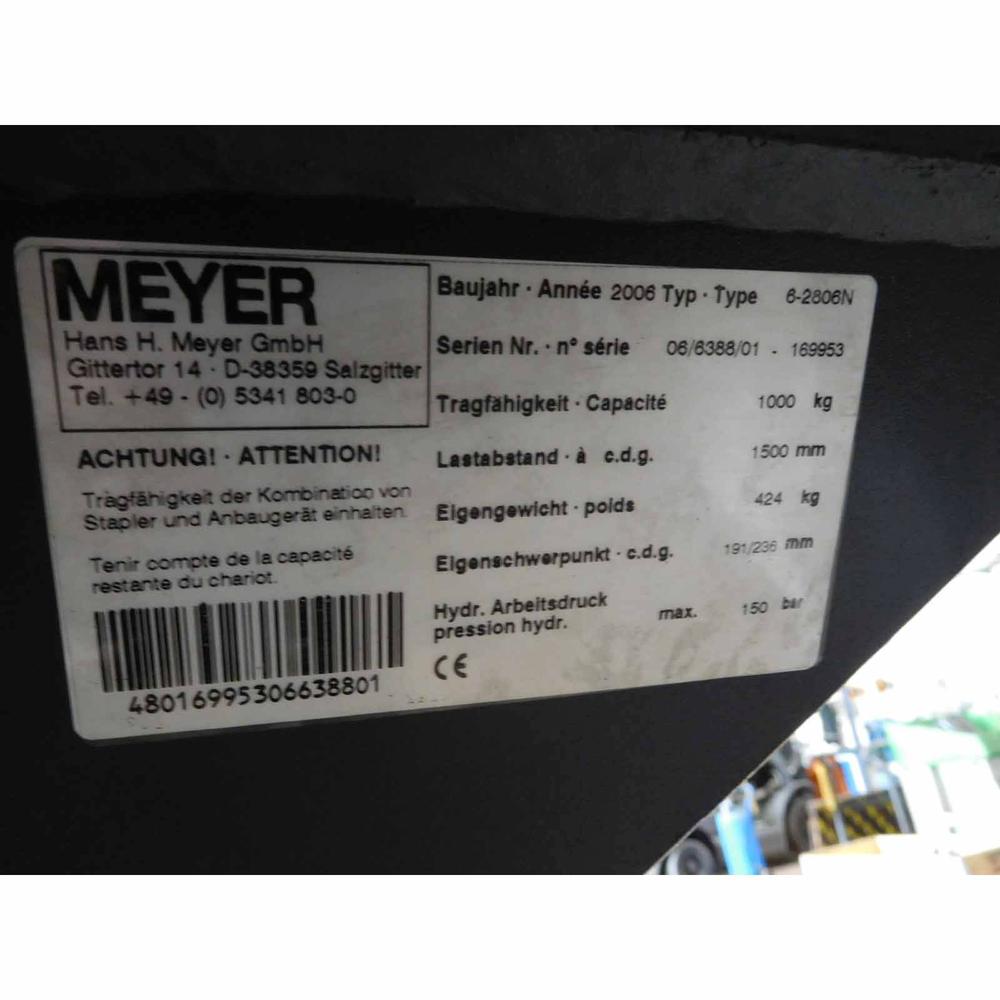 MEYER
Hans H. Meyer GmbH
Gittertor 14 · D-38359 Salzgitter
Tel. +49 - (0) 5341 803-0
ACHTUNG! · ATTENTION!
Tragfähigkeit der Kombination von
Stapler und Anbaugerät einhalten.
Tenir compte de la capacité
restante du chariot.
48016995306638801
Baujahr · Année 2006 Typ · Type 6-2806N
Serien Nr. · n° série 06/6388/01 - 169953
Tragfähigkeit · Capacité 1000 kg
Lastabstand · à c.d.g. 1500 mm
Eigengewicht · poids 424 kg
Eigenschwerpunkt · c.d.g. 191/236 mm
Hydr. Arbeitsdruck
pression hydr. max. 150 bar
CE